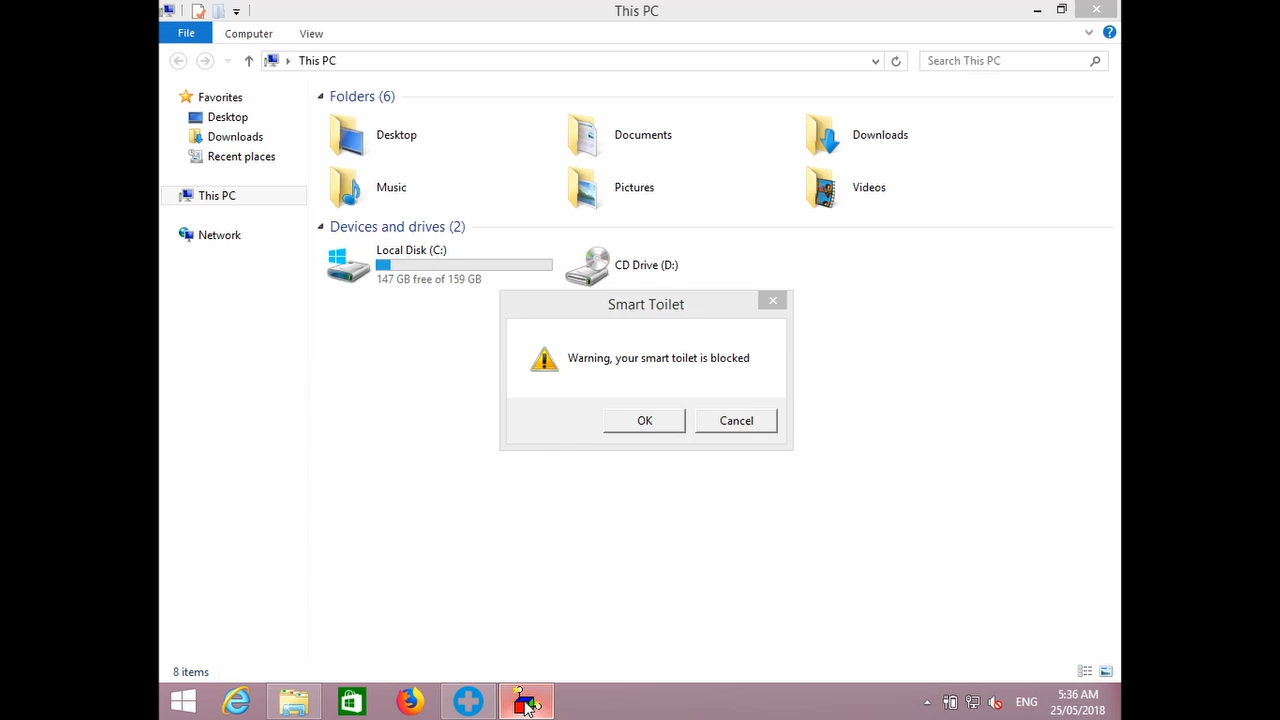 This PC
File
Computer
View
This PC
Search This PC
Favorites
Desktop
Downloads
Recent places
This PC
Network
Folders (6)
Desktop
Documents
Downloads
Music
Pictures
Videos
Devices and drives (2)
Local Disk (C:)
147 GB free of 159 GB
CD Drive (D:)
Smart Toilet
Warning, your smart toilet is blocked
OK
Cancel
8 items
ENG
5:36 AM
25/05/2018